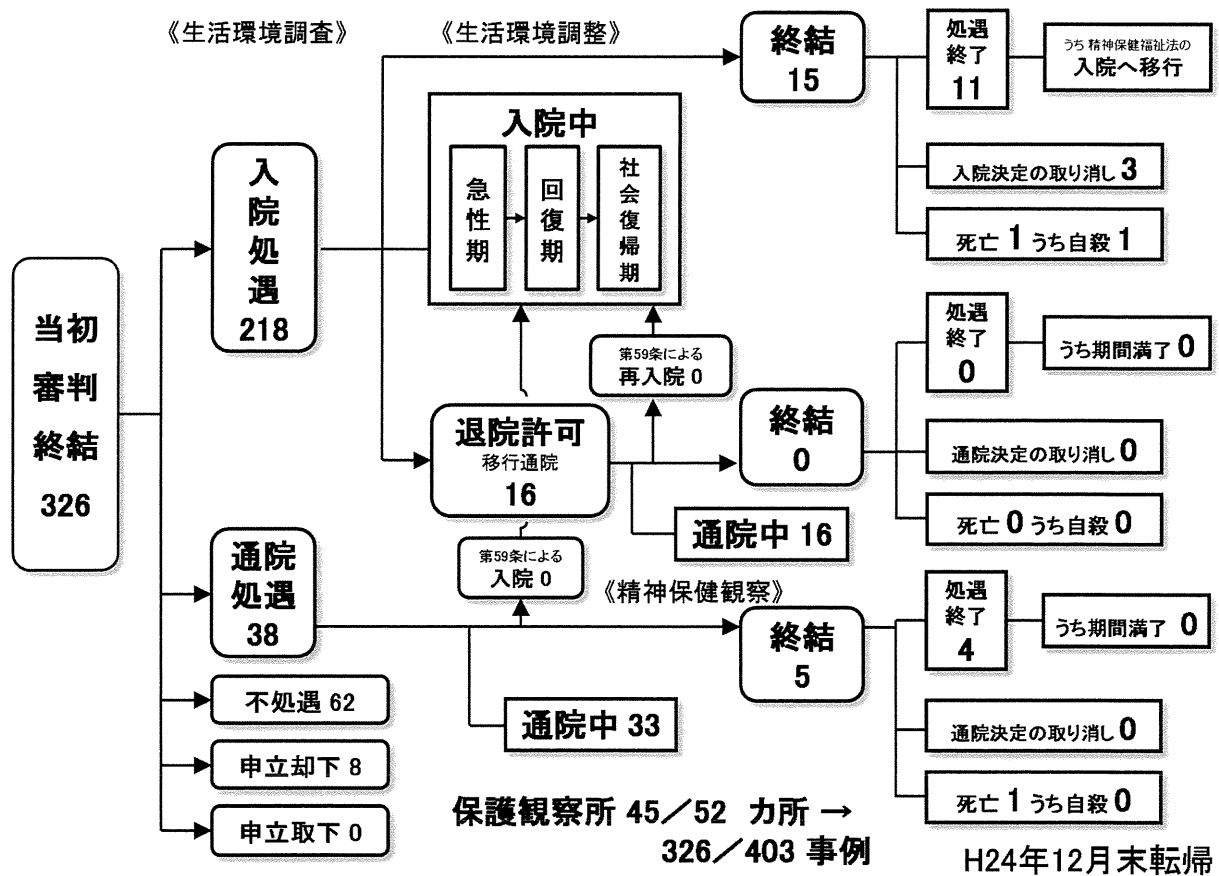 《生活環境調査》
《生活環境調整》
当初
審判
終結
326
入
院
処
遇
218
通院
処遇
38
不処遇 62
申立却下 8
申立取下 0
入院中
急性期
回復期
社会復帰期
第59条による
再入院 0
退院許可
移行通院
16
第59条による
入院 0
通院中 16
《精神保健観察》
通院中 33
終結
15
処遇
終了
11
うち 精神保健福祉法の
入院へ移行
入院決定の取り消し 3
死亡 1 うち自殺 1
終結
0
処遇
終了
0
うち期間満了 0
通院決定の取り消し 0
死亡 0 うち自殺 0
終結
5
処遇
終了
4
うち期間満了 0
通院決定の取り消し 0
死亡 1 うち自殺 0
保護観察所 45／52 カ所 →
326／403 事例
H24年12月末転帰